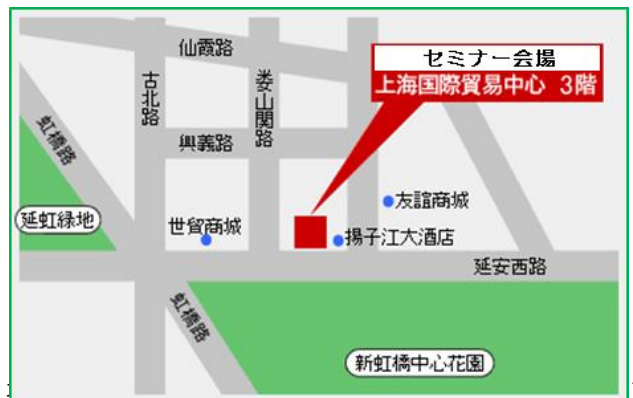 仙霞路
セミナー会場
上海国際貿易中心 3階
古北路
娄山関路
虹橋路
興義路
友誼商城
延虹緑地
世貿商城
揚子江大酒店
延安西路
虹橋路
新虹橋中心花園